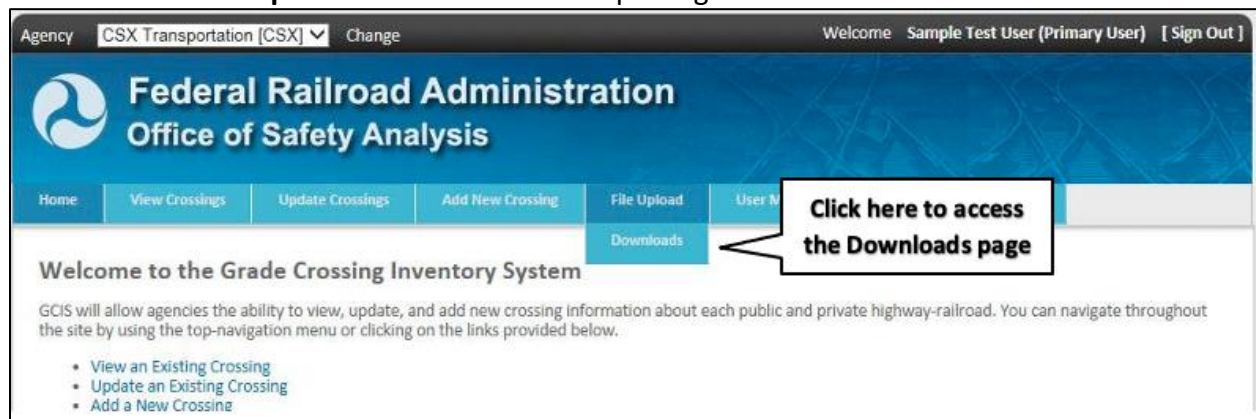 Agency CSX Transportation [CSX] Change Welcome Sample Test User (Primary User) [ Sign Out ]
Federal Railroad Administration
Office of Safety Analysis
Home View Crossings Update Crossings Add New Crossing File Upload User M
Downloads
Click here to access
the Downloads page
Welcome to the Grade Crossing Inventory System
GCIS will allow agencies the ability to view, update, and add new crossing information about each public and private highway-railroad. You can navigate throughout
the site by using the top-navigation menu or clicking on the links provided below.
• View an Existing Crossing
• Update an Existing Crossing
• Add a New Crossing